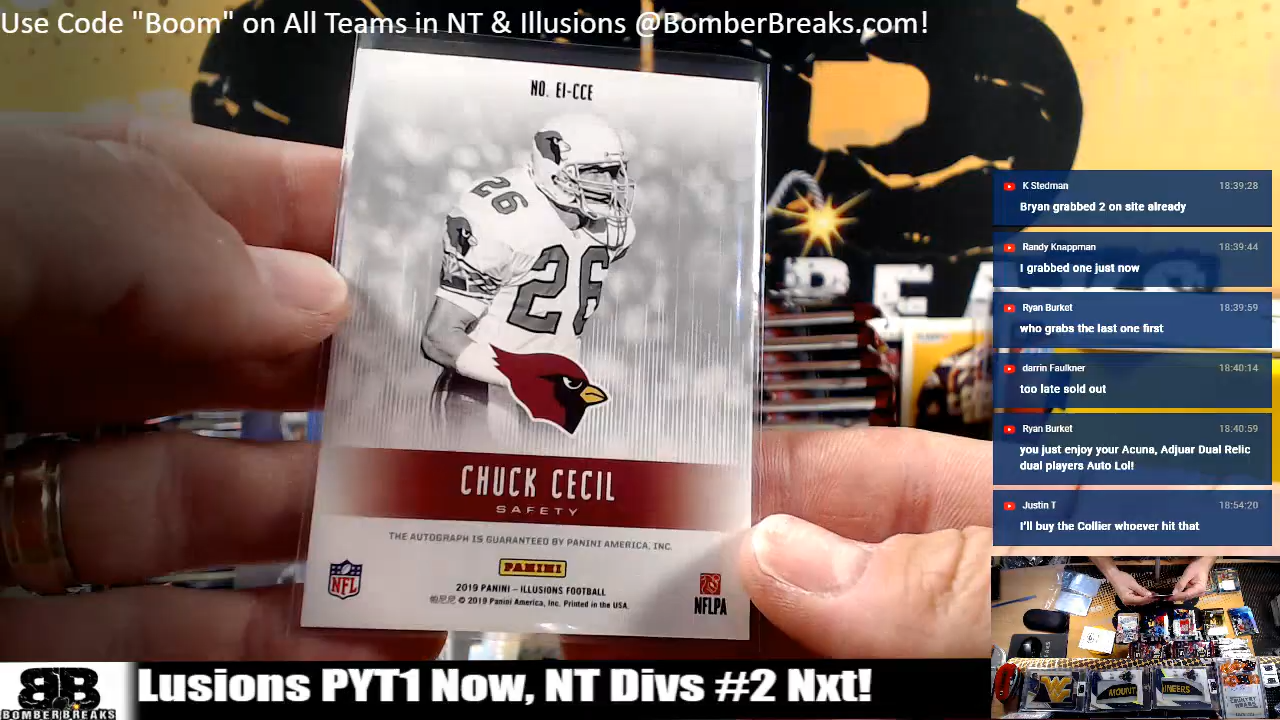 Use Code "Boom" on All Teams in NT & Illusions @BomberBreaks.com!
NO. EI-CCE
26
26
CHUCK CECIL
SAFETY
THE AUTOGRAPH IS GUARANTEED BY PANINI AMERICA, INC.
PANINI
2019 PANINI - ILLUSIONS FOOTBALL
© 2019 Panini America, Inc. Printed in the USA.
NFL
NFLPA
K Stedman 18:39:28
Bryan grabbed 2 on site already
Randy Knappman 18:39:44
I grabbed one just now
Ryan Burket 18:39:59
who grabs the last one first
darrin Faulkner 18:40:14
too late sold out
Ryan Burket 18:40:59
you just enjoy your Acuna, Adjuar Dual Relic
dual players Auto Lol!
Justin T 18:54:20
I'll buy the Collier whoever hit that
BB
BOMBERBREAKS
Lusions PYT1 Now, NT Divs #2 Nxt!
WV
MOUNT
INEERS